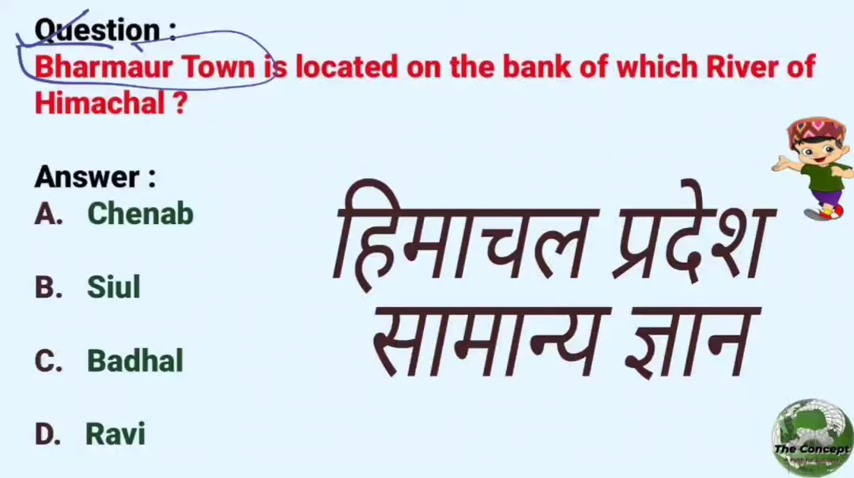 Question :
Bharmaur Town is located on the bank of which River of
Himachal ?
Answer :
A. Chenab
B. Siul
C. Badhal
D. Ravi
हिमाचल प्रदेश
सामान्य ज्ञान
The Concept